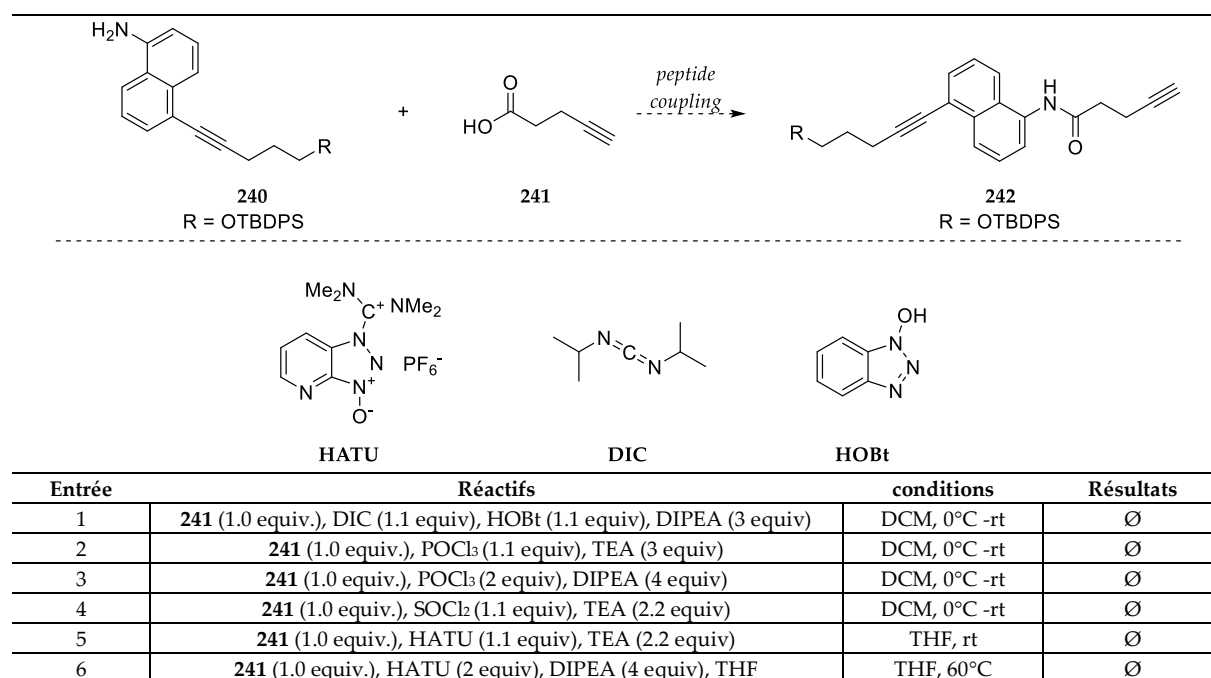 H₂N
O
HO
+
peptide
coupling
H
N
O
R
R
240
R = OTBDPS
241
242
R = OTBDPS
Me₂N
C⁺ NMe₂
N
N
N
N⁺
O⁻
PF₆⁻
HATU
N
C
N
DIC
OH
N
N
N
HOBt
Entrée Réactifs conditions Résultats
1 241 (1.0 equiv.), DIC (1.1 equiv), HOBt (1.1 equiv), DIPEA (3 equiv) DCM, 0°C -rt Ø
2 241 (1.0 equiv.), POCl₃ (1.1 equiv), TEA (3 equiv) DCM, 0°C -rt Ø
3 241 (1.0 equiv.), POCl₃ (2 equiv), DIPEA (4 equiv) DCM, 0°C -rt Ø
4 241 (1.0 equiv.), SOCl₂ (1.1 equiv), TEA (2.2 equiv) DCM, 0°C -rt Ø
5 241 (1.0 equiv.), HATU (1.1 equiv), TEA (2.2 equiv) THF, rt Ø
6 241 (1.0 equiv.), HATU (2 equiv), DIPEA (4 equiv), THF THF, 60°C Ø